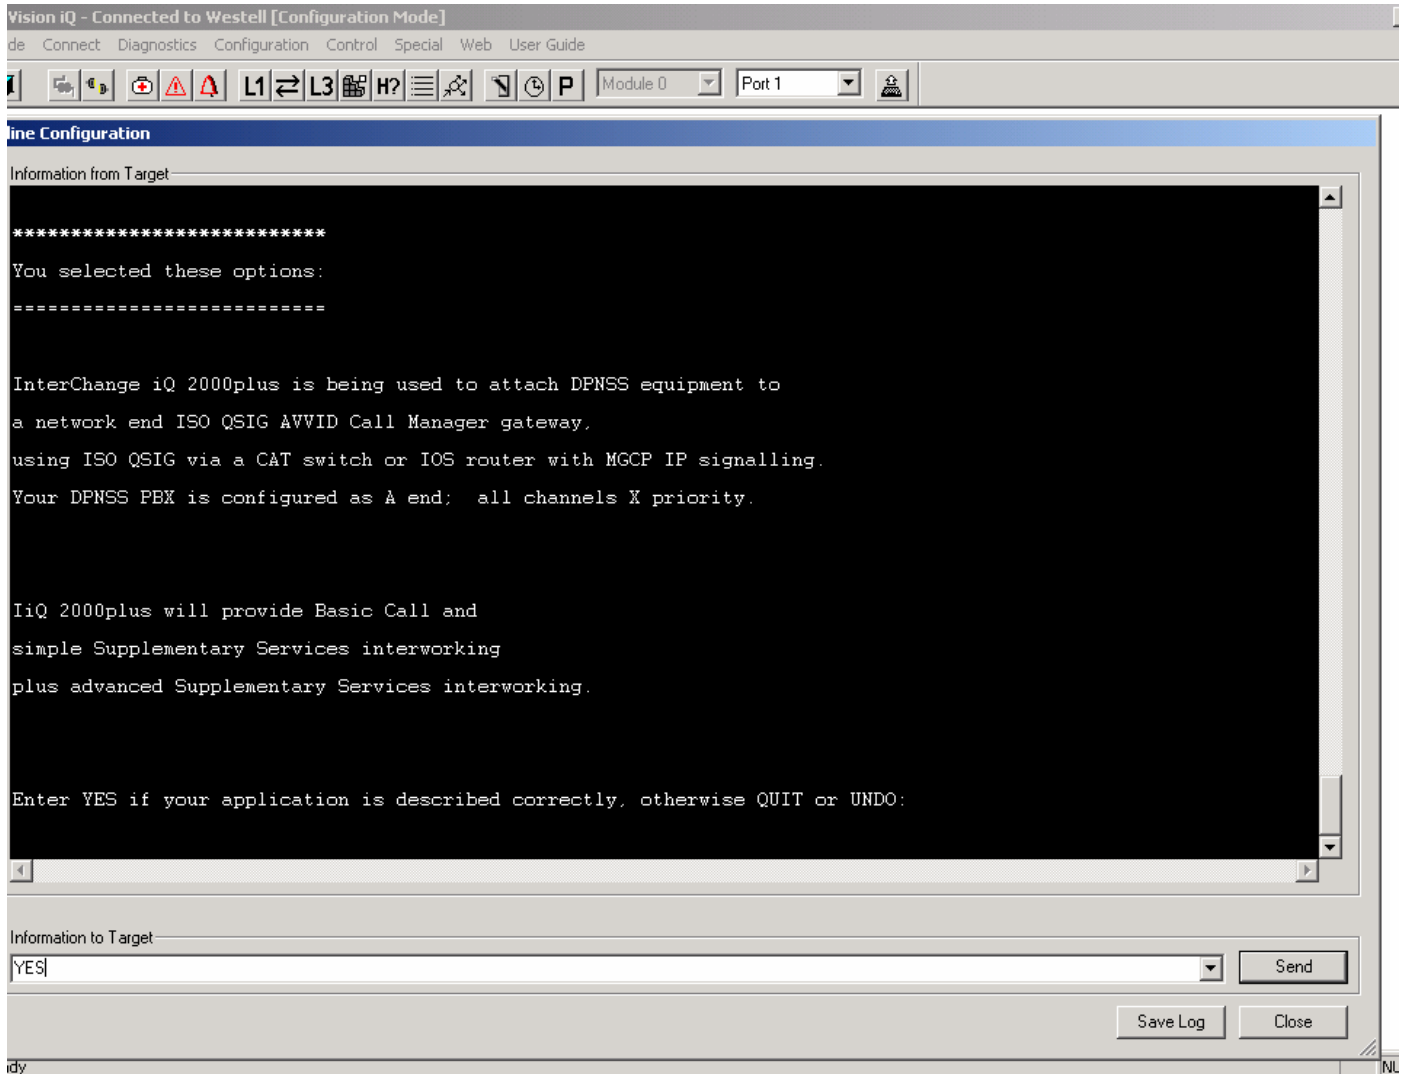 Vision iQ - Connected to Westell [Configuration Mode]
de Connect Diagnostics Configuration Control Special Web User Guide
L1 L3 H? P Module 0 Port 1
line Configuration
Information from Target
***************************
You selected these options:
===========================
InterChange iQ 2000plus is being used to attach DPNSS equipment to
a network end ISO QSIG AVVID Call Manager gateway,
using ISO QSIG via a CAT switch or IOS router with MGCP IP signalling.
Your DPNSS PBX is configured as A end;  all channels X priority.
IiQ 2000plus will provide Basic Call and
simple Supplementary Services interworking
plus advanced Supplementary Services interworking.
Enter YES if your application is described correctly, otherwise QUIT or UNDO:
Information to Target
YES
Send
Save Log Close
dy NU